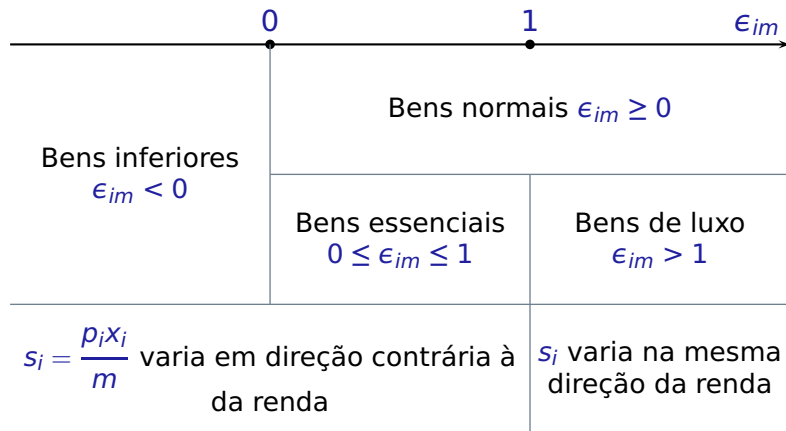 0 1 ϵim
Bens normais ϵim ≥ 0
Bens inferiores
ϵim < 0
Bens essenciais
0 ≤ ϵim ≤ 1
Bens de luxo
ϵim > 1
si = pixi/m varia em direção contrária à
da renda
si varia na mesma
direção da renda